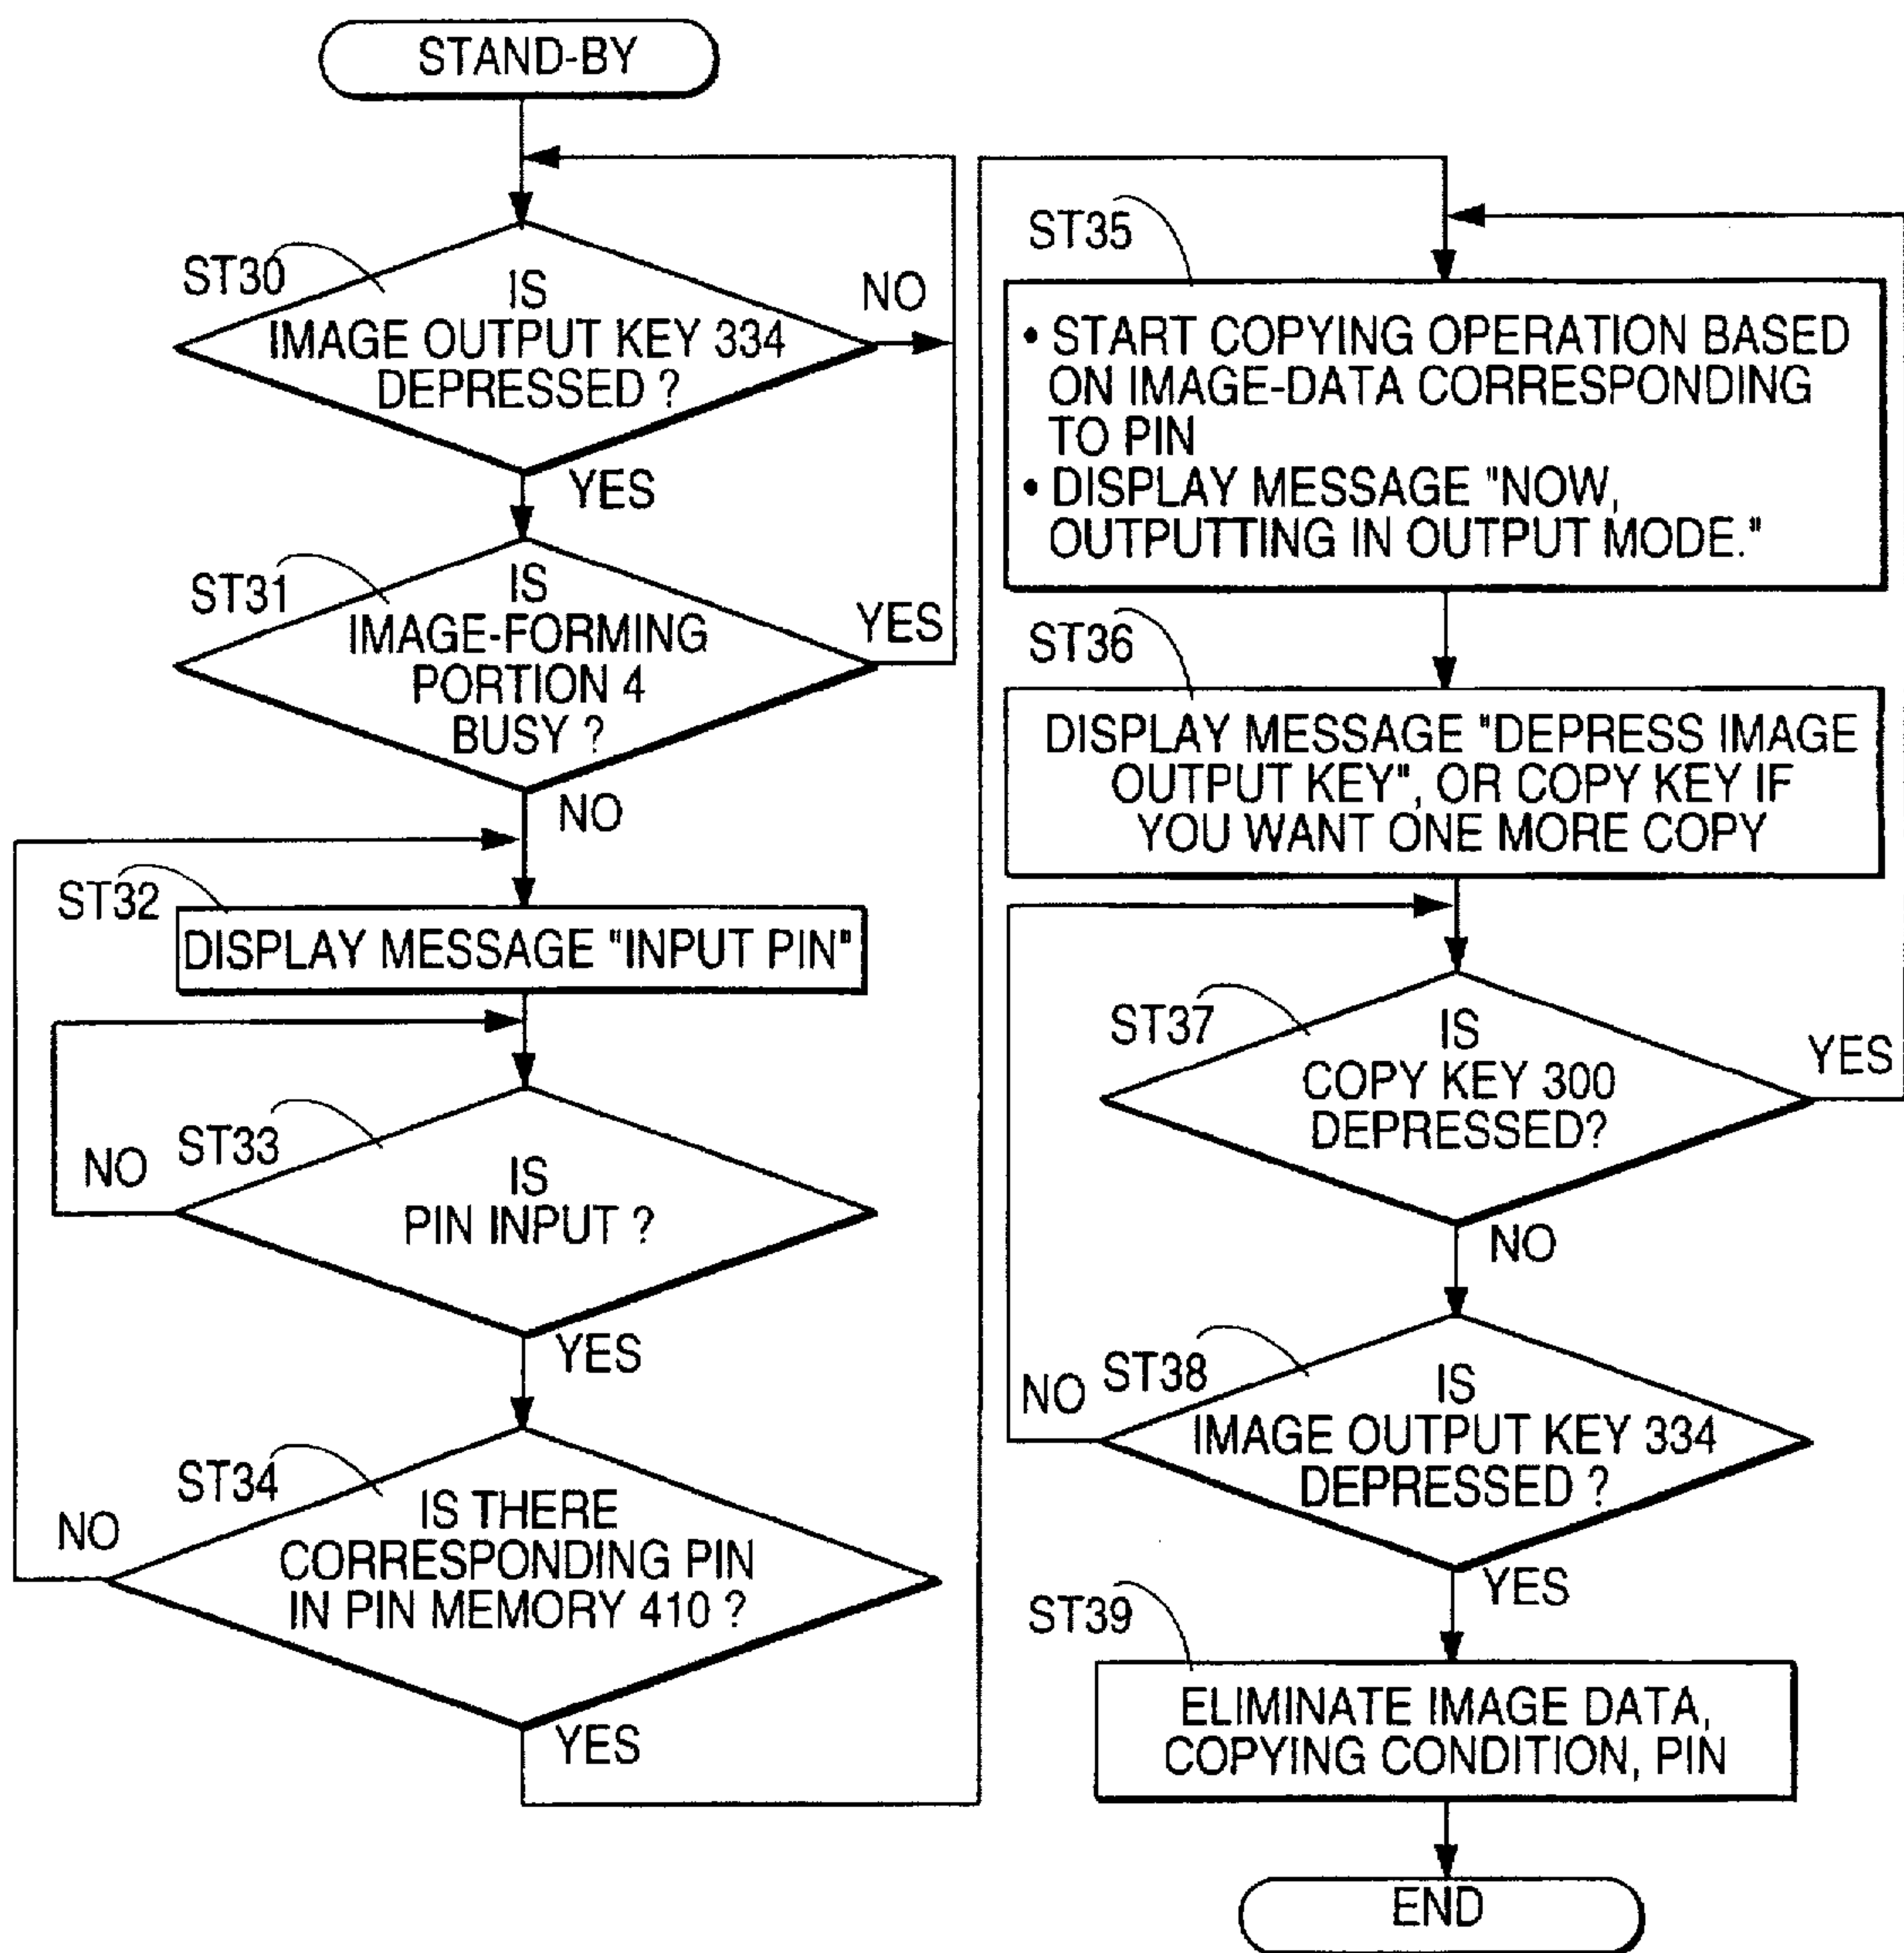 STAND-BY
ST30
IS
IMAGE OUTPUT KEY 334
DEPRESSED ?
NO
YES
ST31
IS
IMAGE-FORMING
PORTION 4
BUSY ?
YES
NO
ST32
DISPLAY MESSAGE "INPUT PIN"
ST33
NO
IS
PIN INPUT ?
YES
ST34
NO
IS THERE
CORRESPONDING PIN
IN PIN MEMORY 410 ?
YES
ST35
• START COPYING OPERATION BASED
ON IMAGE-DATA CORRESPONDING
TO PIN
• DISPLAY MESSAGE "NOW,
OUTPUTTING IN OUTPUT MODE."
ST36
DISPLAY MESSAGE "DEPRESS IMAGE
OUTPUT KEY", OR COPY KEY IF
YOU WANT ONE MORE COPY
ST37
IS
COPY KEY 300
DEPRESSED?
YES
NO
ST38
NO
IS
IMAGE OUTPUT KEY 334
DEPRESSED ?
YES
ST39
ELIMINATE IMAGE DATA,
COPYING CONDITION, PIN
END